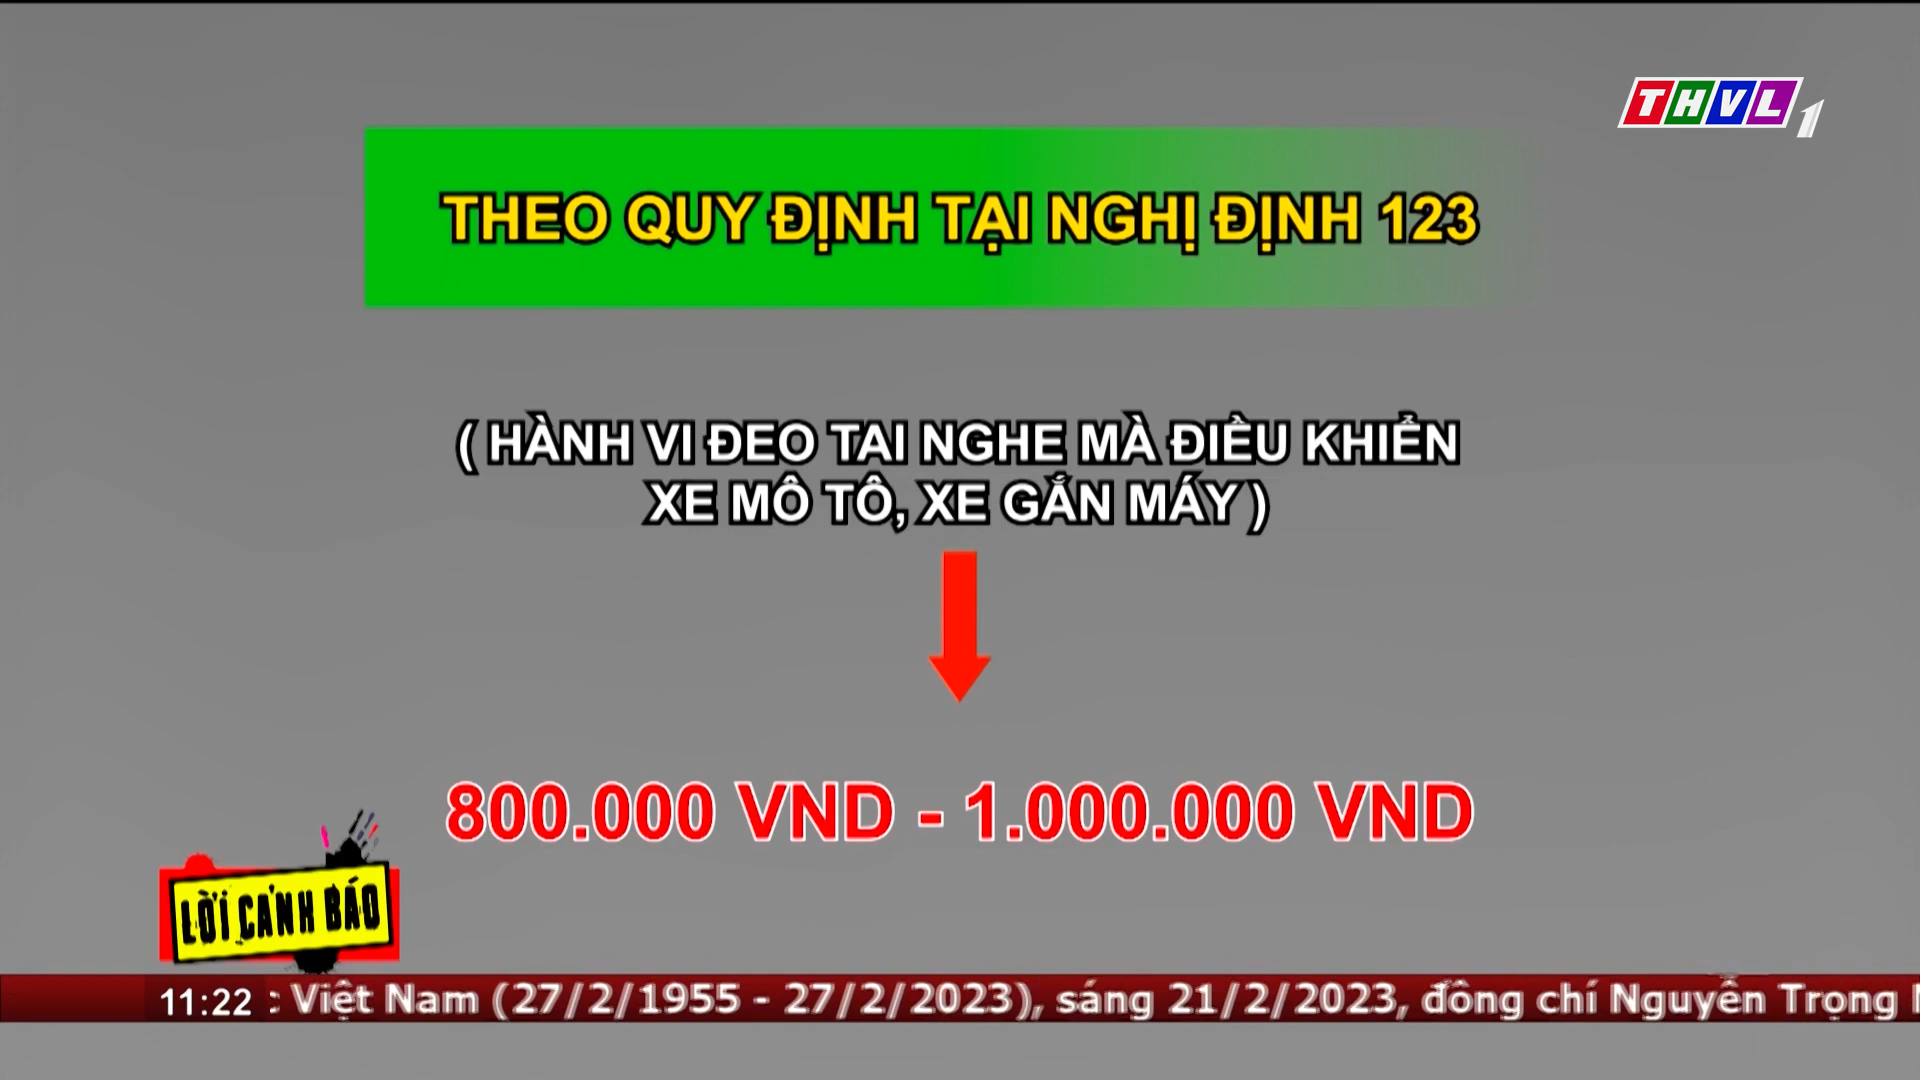 THVL1
THEO QUY ĐỊNH TẠI NGHỊ ĐỊNH 123
( HÀNH VI ĐEO TAI NGHE MÀ ĐIỀU KHIỂN
XE MÔ TÔ, XE GẮN MÁY )
800.000 VND - 1.000.000 VND
LỜI CẢNH BÁO
11:22 : Việt Nam (27/2/1955 - 27/2/2023), sáng 21/2/2023, đồng chí Nguyễn Trọng